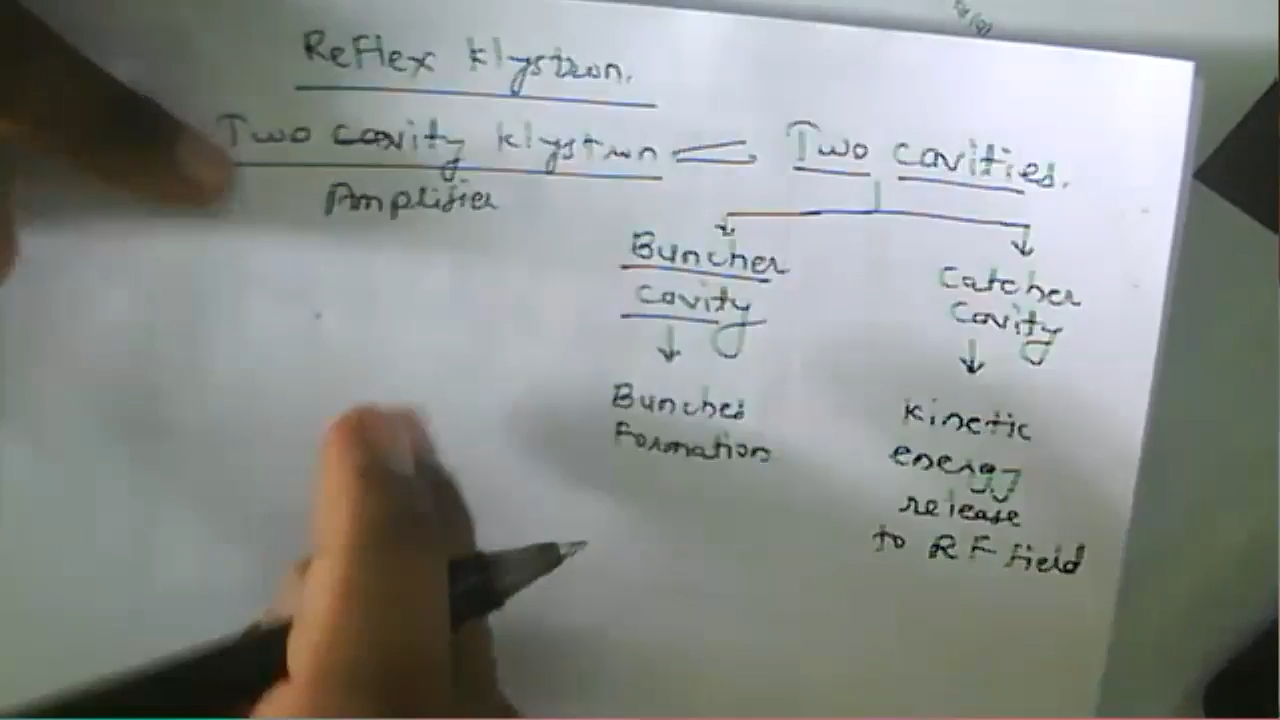 Reflex klystron.
Two cavity klystron = Two cavities.
Amplifier
Buncher
cavity
Bunches
Formation
Catcher
cavity
Kinetic
energy
release
to RF field